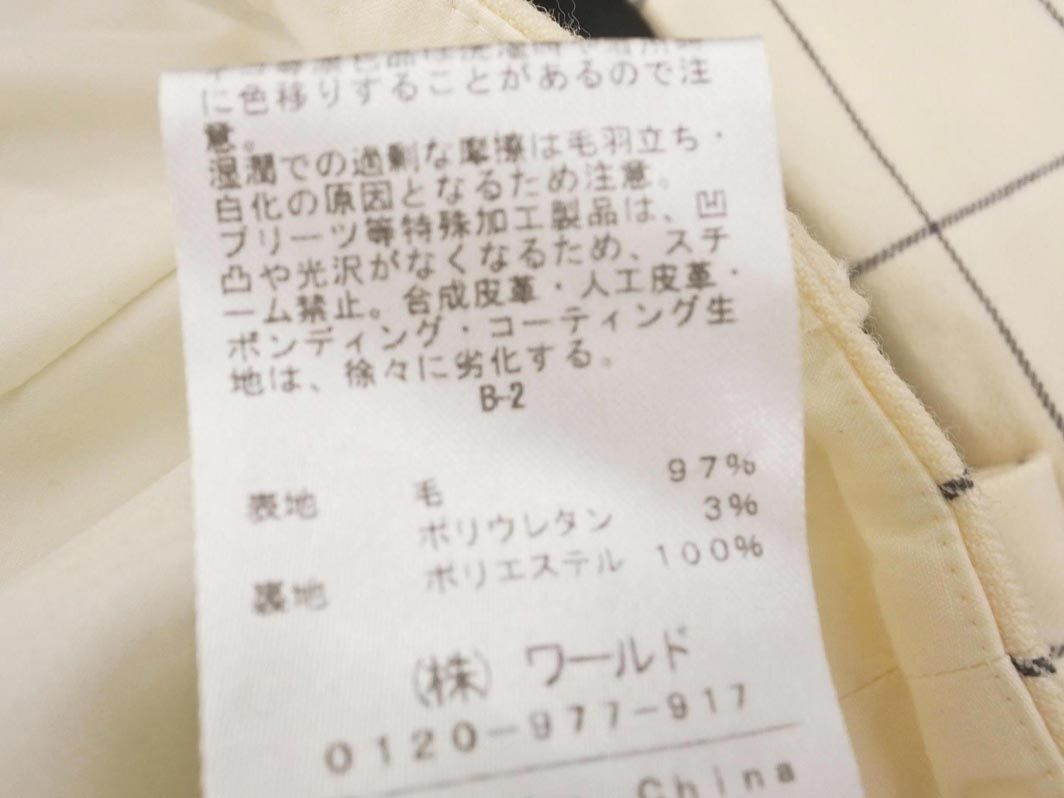 に色移りすることがあるので注
意。
湿潤での過剰な摩擦は毛羽立ち・
白化の原因となるため注意。
プリーツ等特殊加工製品は、凹
凸や光沢がなくなるため、スチ
ーム禁止。合成皮革・人工皮革・
ボンディング・コーティング生
地は、徐々に劣化する。
B-2
表地 毛 97%
ポリウレタン 3%
裏地 ポリエステル 100%
(株) ワールド
0120-977-917
China